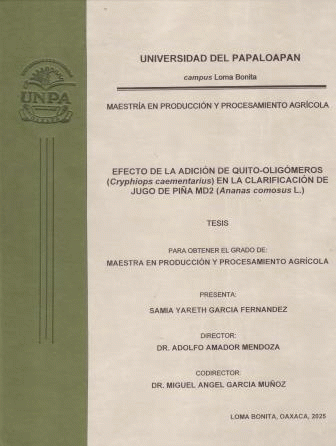 UNPA
UNIVERSIDAD DEL PAPALOAPAN
campus Loma Bonita
MAESTRÍA EN PRODUCCIÓN Y PROCESAMIENTO AGRÍCOLA
EFECTO DE LA ADICIÓN DE QUITO-OLIGÓMEROS
(Cryphiops caementarius) EN LA CLARIFICACIÓN DE
JUGO DE PIÑA MD2 (Ananas comosus L.)
TESIS
PARA OBTENER EL GRADO DE:
MAESTRA EN PRODUCCIÓN Y PROCESAMIENTO AGRÍCOLA
PRESENTA:
SAMIA YARETH GARCIA FERNANDEZ
DIRECTOR:
DR. ADOLFO AMADOR MENDOZA
CODIRECTOR:
DR. MIGUEL ANGEL GARCIA MUÑOZ
LOMA BONITA, OAXACA, 2025